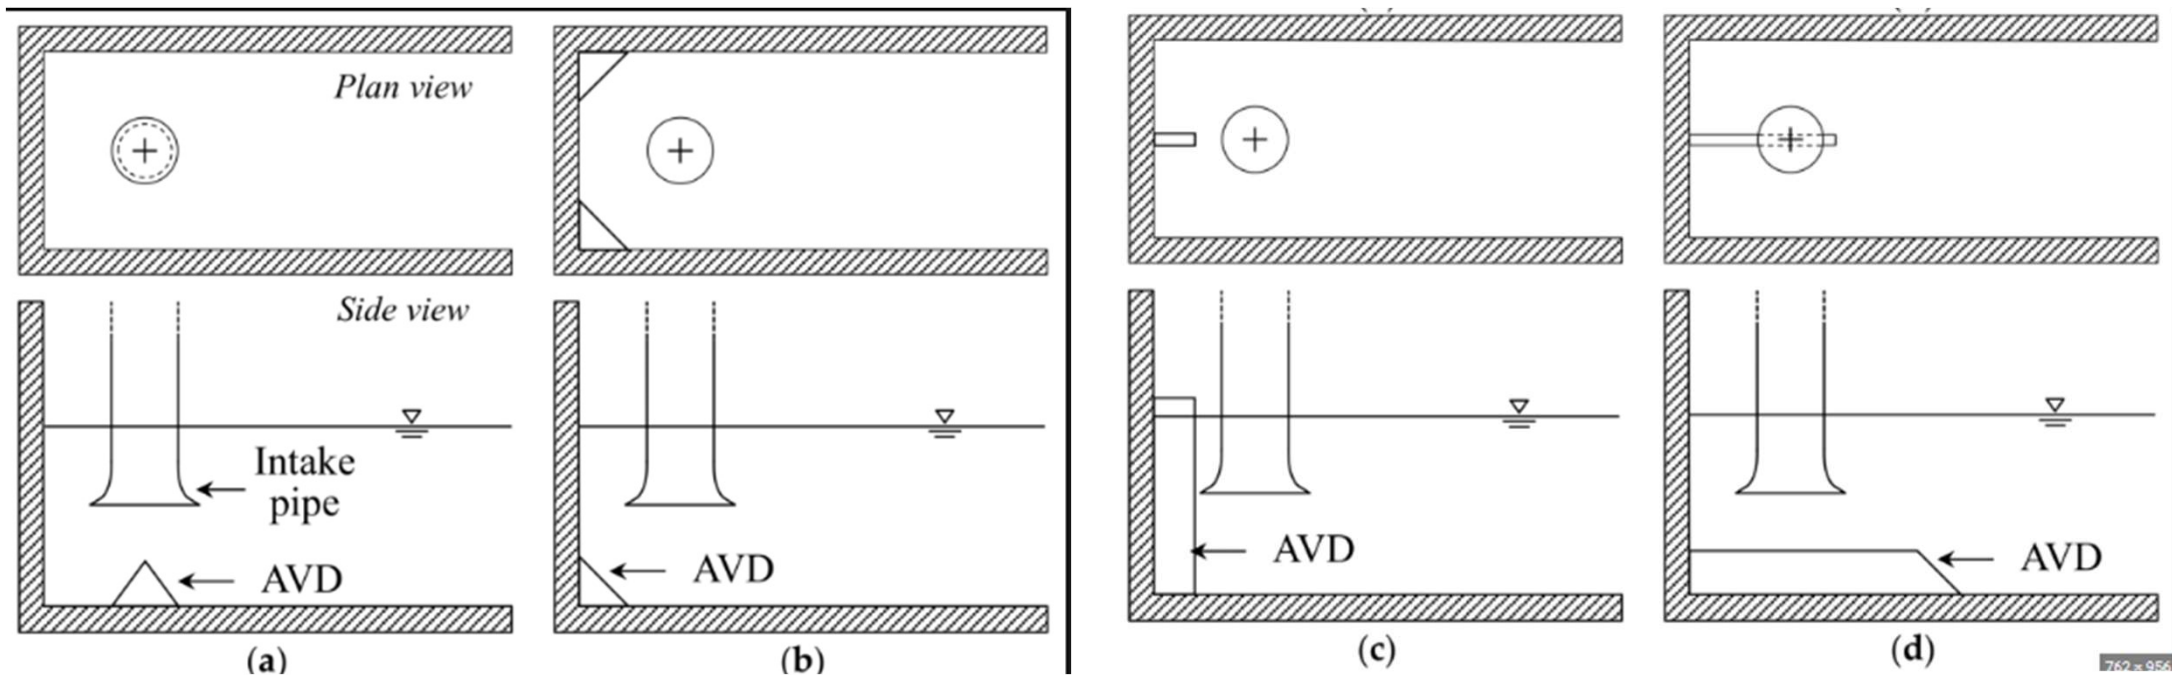 Plan view
Side view
Intake
pipe
AVD
AVD
AVD
AVD
(a)
(b)
(c)
(d)
762 × 956